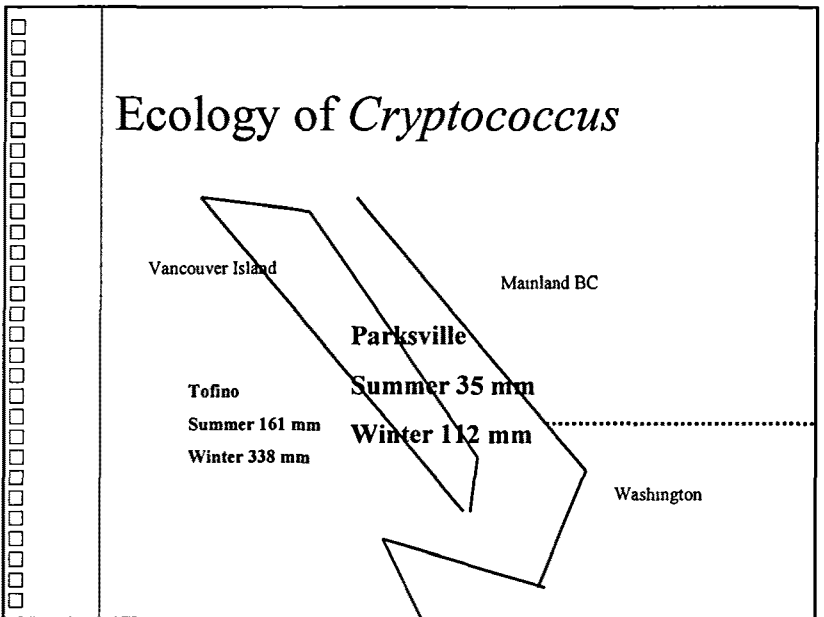 Ecology of Cryptococcus
Vancouver Island
Mainland BC
Parksville
Summer 35 mm
Winter 112 mm
Tofino
Summer 161 mm
Winter 338 mm
Washington